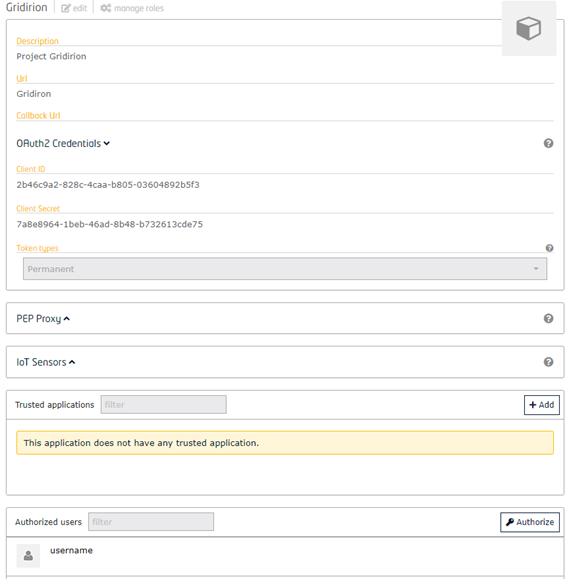 Gridirion edit manage roles
Description
Project Gridirion
Url
Gridiron
Callback Url
OAuth2 Credentials
Client ID
2b46c9a2-828c-4caa-b805-03604892b5f3
Client Secret
7a8e8964-1beb-46ad-8b48-b732613cde75
Token types
Permanent
PEP Proxy
IoT Sensors
Trusted applications filter + Add
This application does not have any trusted application.
Authorized users filter Authorize
username